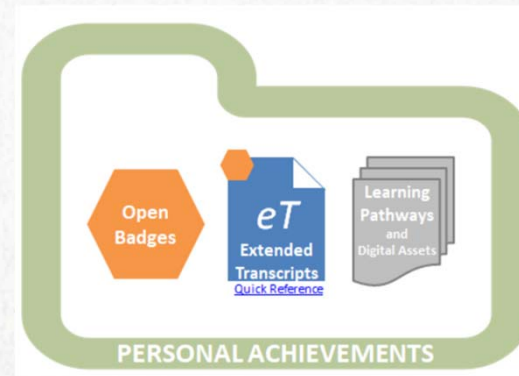 Open
Badges
eT
Extended
Transcripts
Quick Reference
Learning
Pathways
and
Digital Assets
PERSONAL ACHIEVEMENTS